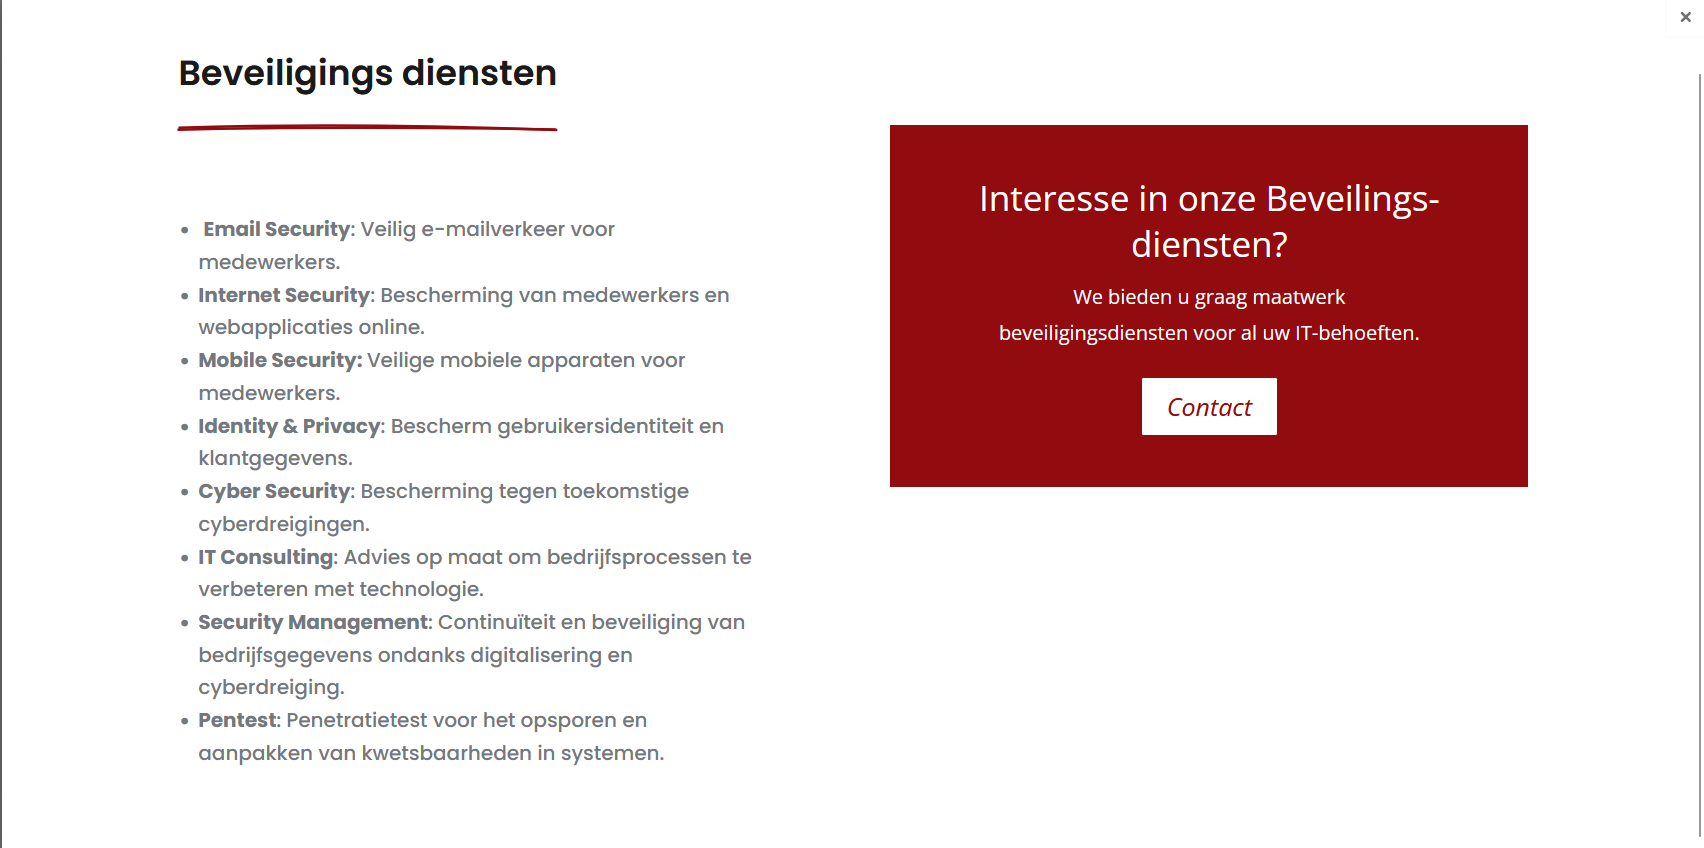 Beveiligings diensten
• Email Security: Veilig e-mailverkeer voor
medewerkers.
• Internet Security: Bescherming van medewerkers en
webapplicaties online.
• Mobile Security: Veilige mobiele apparaten voor
medewerkers.
• Identity & Privacy: Bescherm gebruikersidentiteit en
klantgegevens.
• Cyber Security: Bescherming tegen toekomstige
cyberdreigingen.
• IT Consulting: Advies op maat om bedrijfsprocessen te
verbeteren met technologie.
• Security Management: Continuïteit en beveiliging van
bedrijfsgegevens ondanks digitalisering en
cyberdreiging.
• Pentest: Penetratietest voor het opsporen en
aanpakken van kwetsbaarheden in systemen.
Interesse in onze Beveilings-
diensten?
We bieden u graag maatwerk
beveiligingsdiensten voor al uw IT-behoeften.
Contact